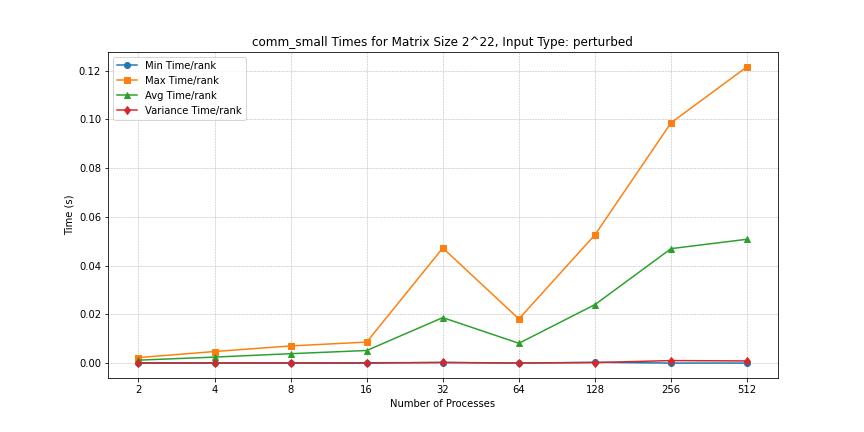 comm_small Times for Matrix Size 2^22, Input Type: perturbed
Min Time/rank
Max Time/rank
Avg Time/rank
Variance Time/rank
Time (s)
0.12
0.10
0.08
0.06
0.04
0.02
0.00
2 4 8 16 32 64 128 256 512
Number of Processes